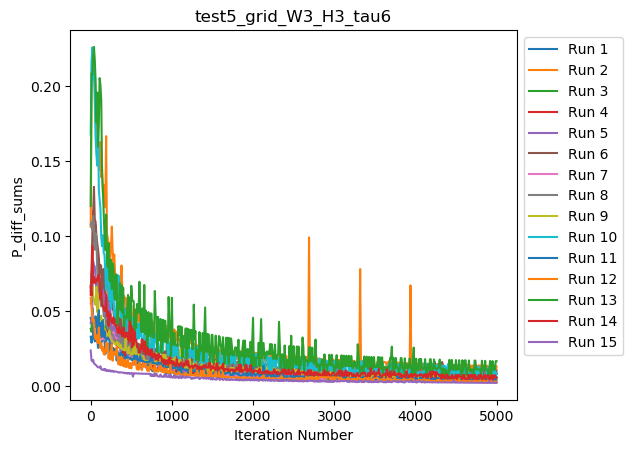 test5_grid_W3_H3_tau6
P_diff_sums
0.20
0.15
0.10
0.05
0.00
0
1000
2000
3000
4000
5000
Iteration Number
Run 1
Run 2
Run 3
Run 4
Run 5
Run 6
Run 7
Run 8
Run 9
Run 10
Run 11
Run 12
Run 13
Run 14
Run 15